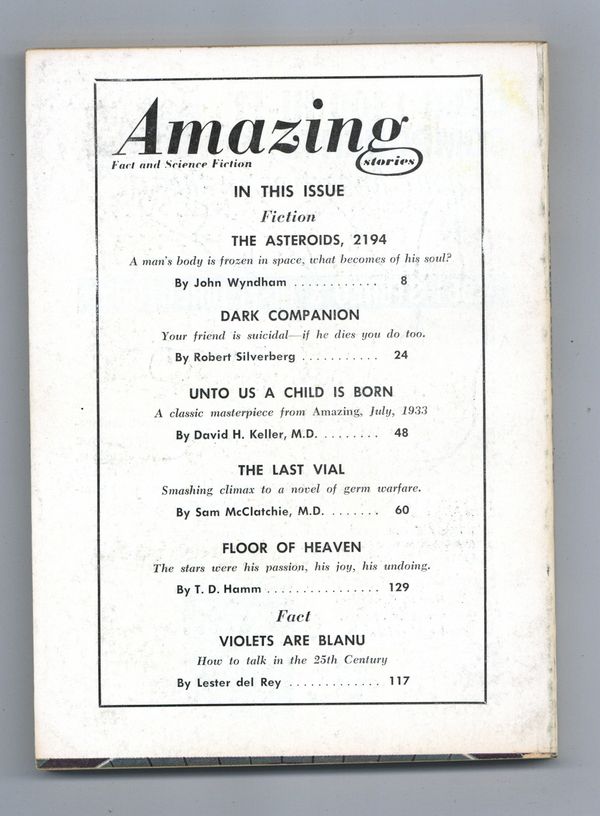 Amazing
Fact and Science Fiction stories
IN THIS ISSUE
Fiction
THE ASTEROIDS, 2194
A man's body is frozen in space, what becomes of his soul?
By John Wyndham . . . . . . . . . . . . 8
DARK COMPANION
Your friend is suicidal—if he dies you do too.
By Robert Silverberg . . . . . . . . . . . 24
UNTO US A CHILD IS BORN
A classic masterpiece from Amazing, July, 1933
By David H. Keller, M.D. . . . . . . . . 48
THE LAST VIAL
Smashing climax to a novel of germ warfare.
By Sam McClatchie, M.D. . . . . . . . 60
FLOOR OF HEAVEN
The stars were his passion, his joy, his undoing.
By T. D. Hamm . . . . . . . . . . . . . . . . 129
Fact
VIOLETS ARE BLANU
How to talk in the 25th Century
By Lester del Rey . . . . . . . . . . . . . 117